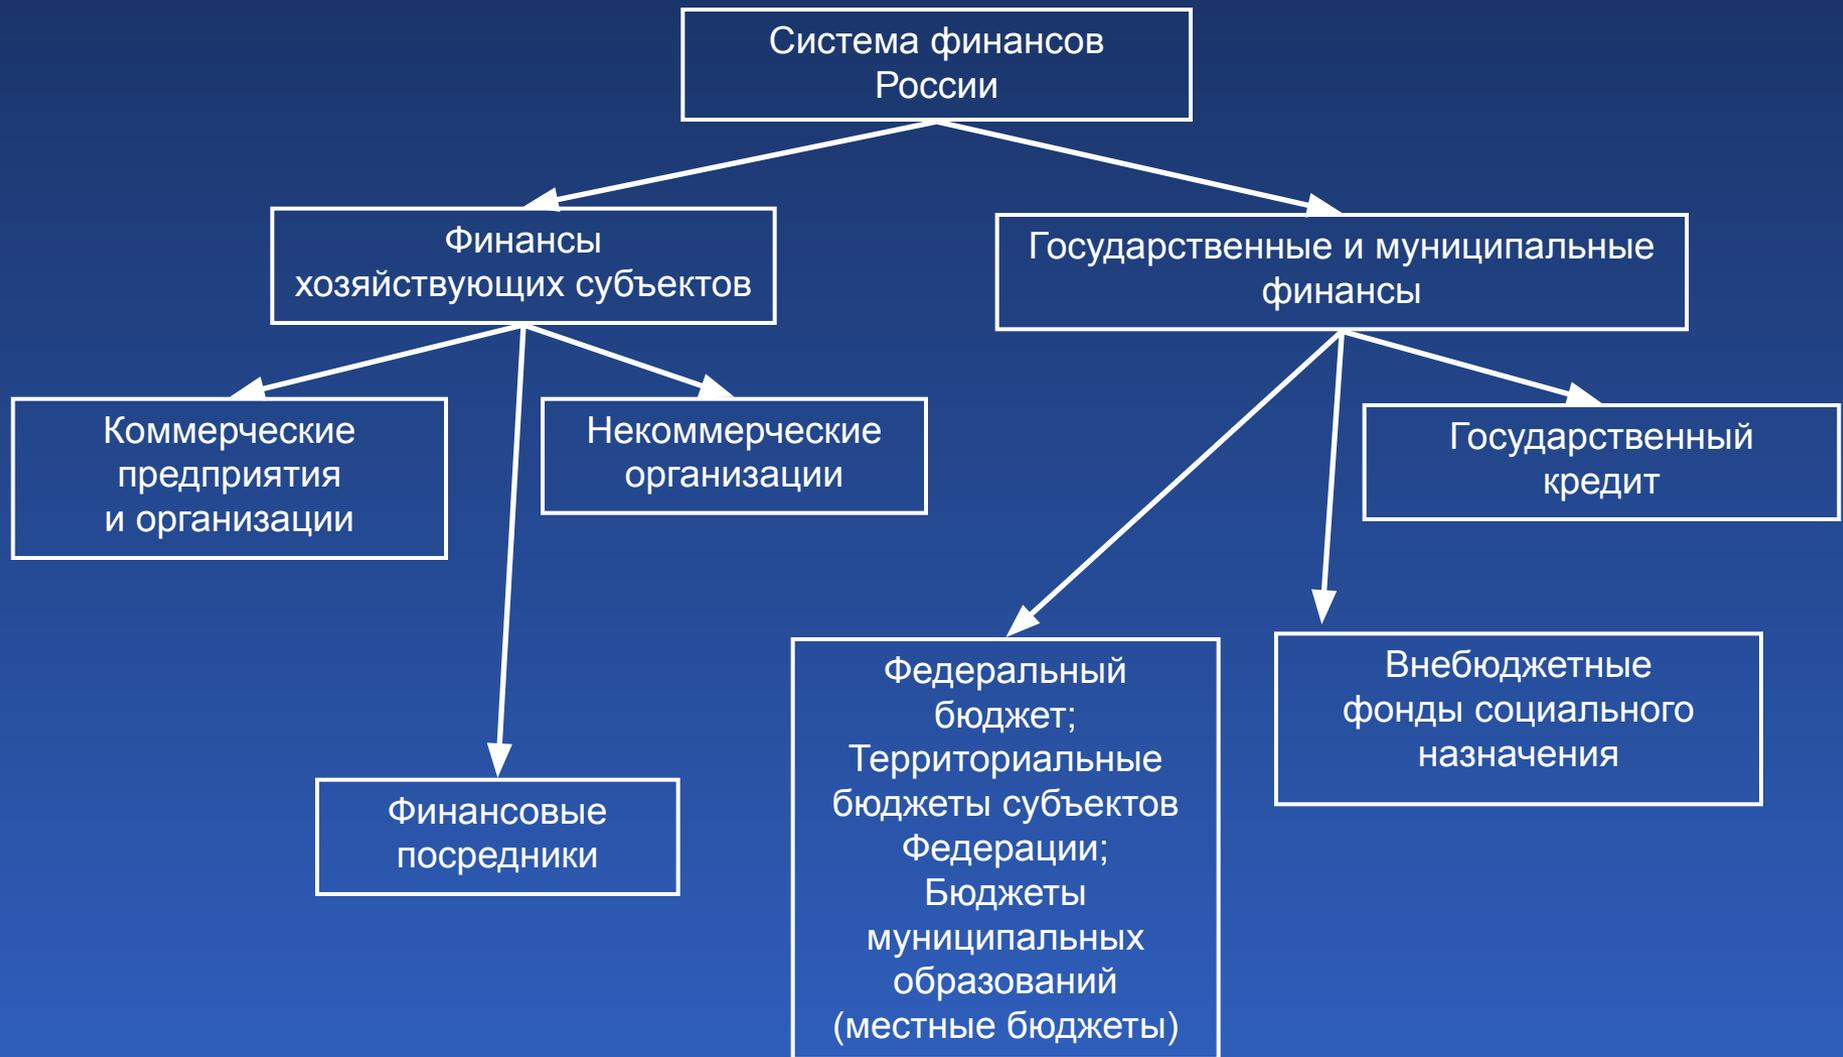 Система финансов
России
Финансы
хозяйствующих субъектов
Государственные и муниципальные
финансы
Коммерческие
предприятия
и организации
Некоммерческие
организации
Государственный
кредит
Финансовые
посредники
Федеральный
бюджет;
Территориальные
бюджеты субъектов
Федерации;
Бюджеты
муниципальных
образований
(местные бюджеты)
Внебюджетные
фонды социального
назначения